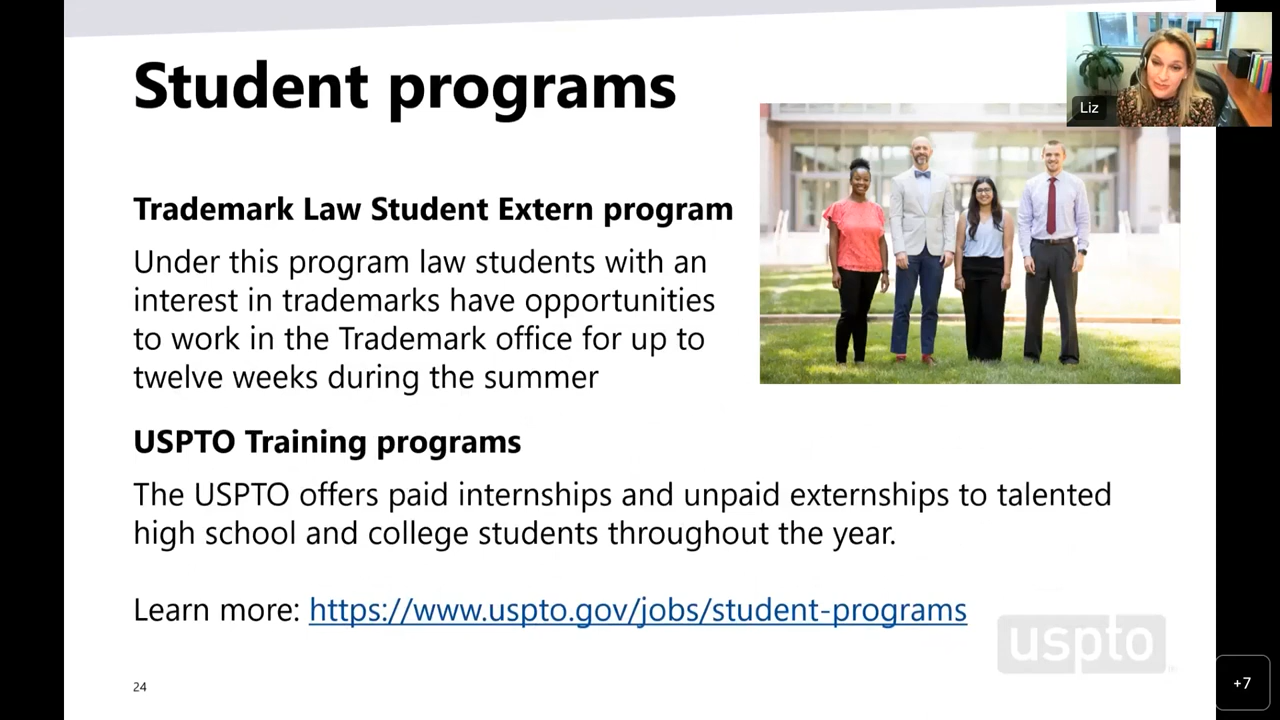 Student programs
Liz
Trademark Law Student Extern program
Under this program law students with an
interest in trademarks have opportunities
to work in the Trademark office for up to
twelve weeks during the summer
USPTO Training programs
The USPTO offers paid internships and unpaid externships to talented
high school and college students throughout the year.
Learn more: https://www.uspto.gov/jobs/student-programs
uspto
24
+7